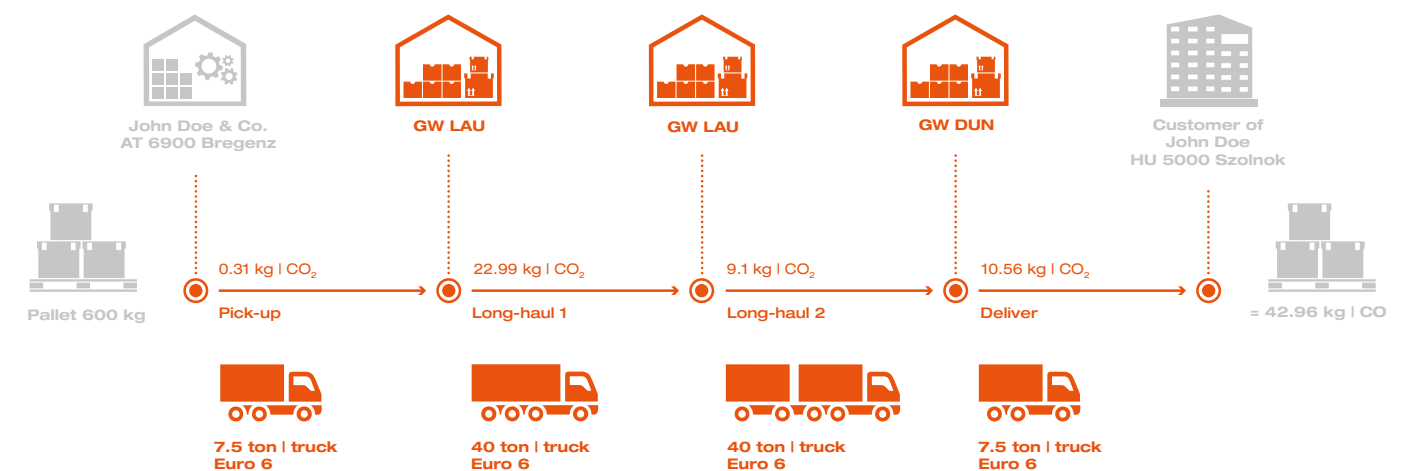 John Doe & Co.
AT 6900 Bregenz
GW LAU
GW LAU
GW DUN
Customer of
John Doe
HU 5000 Szolnok
Pallet 600 kg
0.31 kg | CO₂
Pick-up
22.99 kg | CO₂
Long-haul 1
9.1 kg | CO₂
Long-haul 2
10.56 kg | CO₂
Deliver
= 42.96 kg | CO
7.5 ton | truck
Euro 6
40 ton | truck
Euro 6
40 ton | truck
Euro 6
7.5 ton | truck
Euro 6